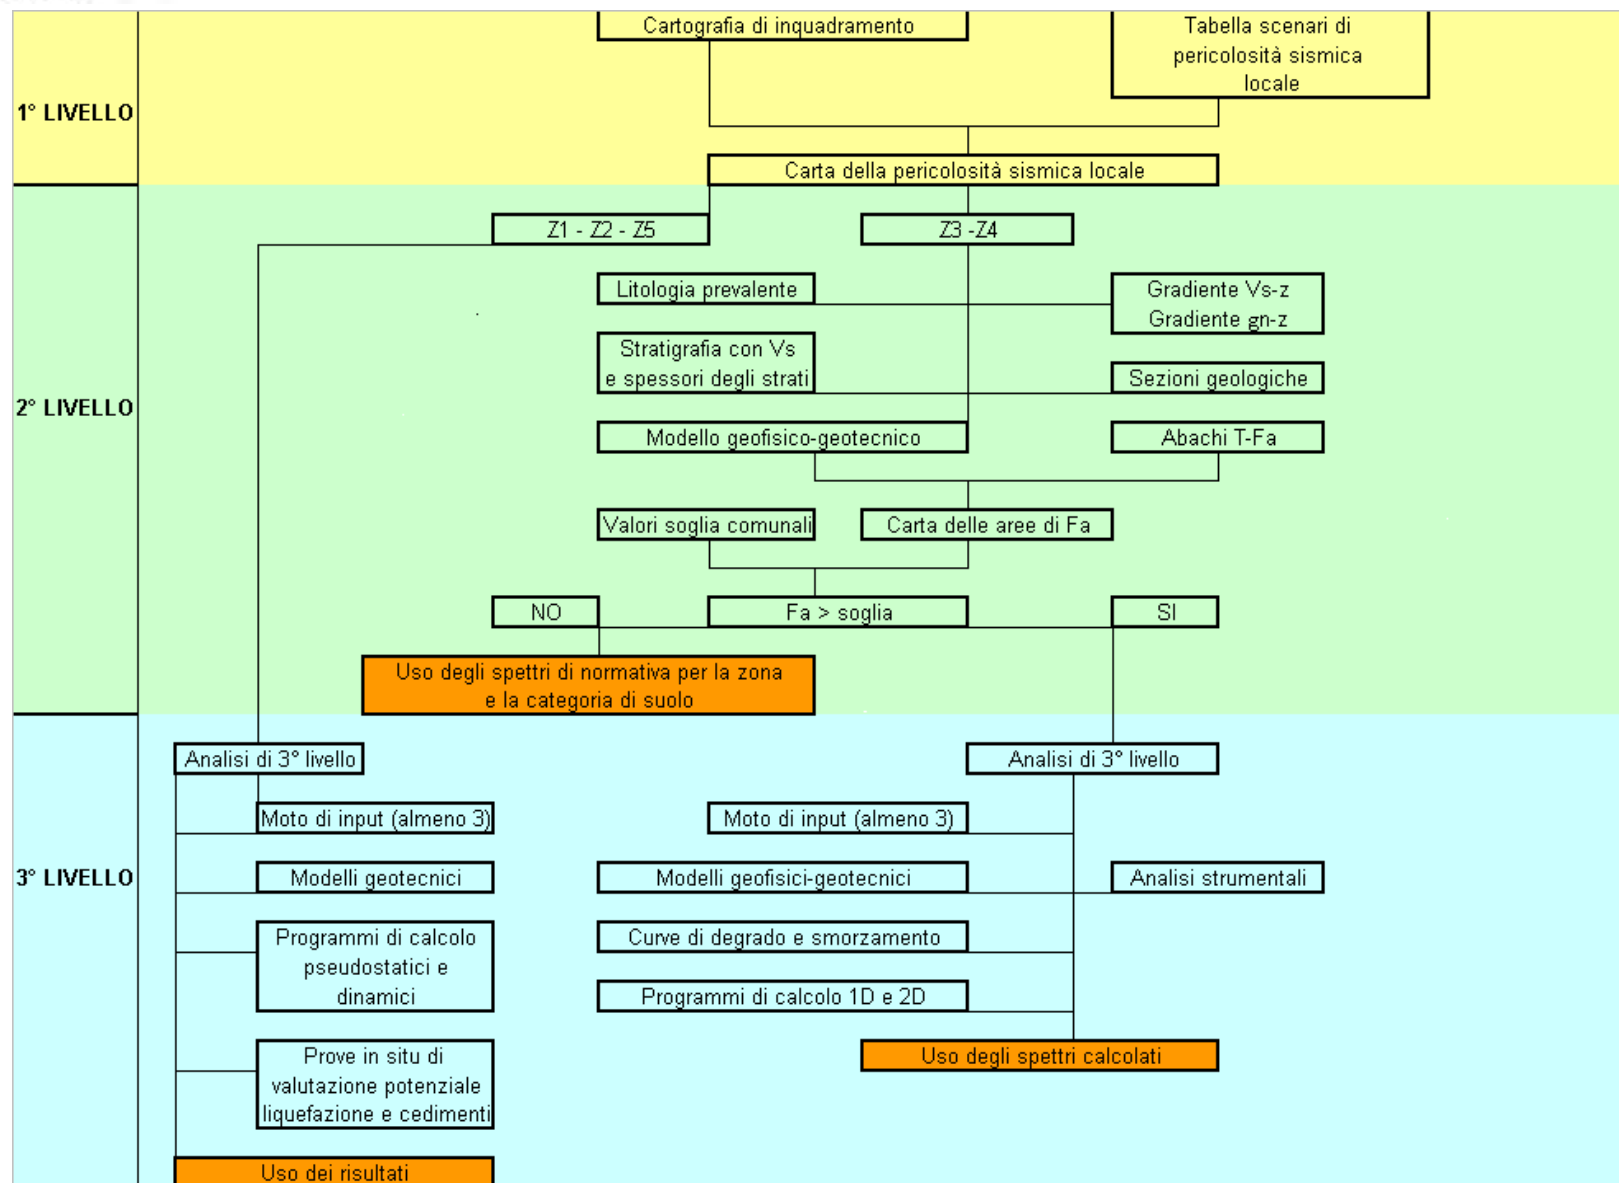 Cartografia di inquadramento
Tabella scenari di
pericolosità sismica
locale
1° LIVELLO
Carta della pericolosità sismica locale
Z1 - Z2 - Z5
Z3 -Z4
Litologia prevalente
Gradiente Vs-z
Gradiente gn-z
Stratigrafia con Vs
e spessori degli strati
Sezioni geologiche
2° LIVELLO
Modello geofisico-geotecnico
Abachi T-Fa
Valori soglia comunali
Carta delle aree di Fa
NO
Fa > soglia
SI
Uso degli spettri di normativa per la zona
e la categoria di suolo
Analisi di 3° livello
Analisi di 3° livello
Moto di input (almeno 3)
Moto di input (almeno 3)
3° LIVELLO
Modelli geotecnici
Modelli geofisici-geotecnici
Analisi strumentali
Programmi di calcolo
pseudostatici e
dinamici
Curve di degrado e smorzamento
Programmi di calcolo 1D e 2D
Prove in situ di
valutazione potenziale
liquefazione e cedimenti
Uso degli spettri calcolati
Uso dei risultati